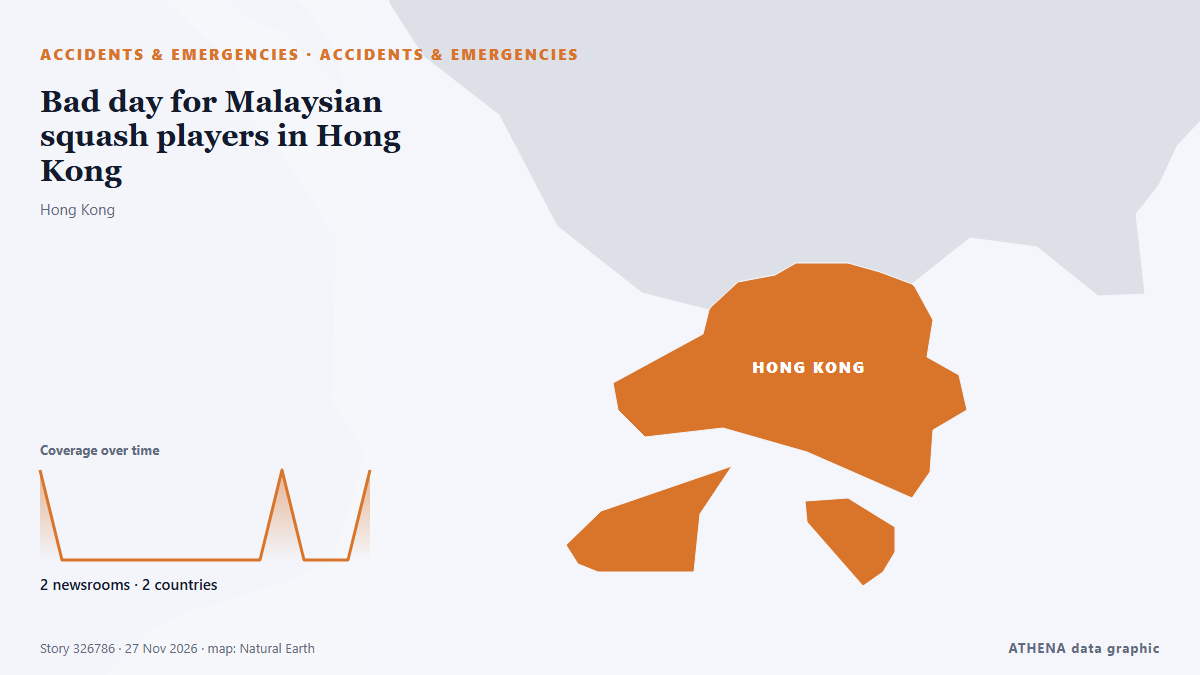 ACCIDENTS & EMERGENCIES · ACCIDENTS & EMERGENCIES
Bad day for Malaysian
squash players in Hong
Kong
Hong Kong
HONG KONG
Coverage over time
2 newsrooms · 2 countries
Story 326786 · 27 Nov 2026 · map: Natural Earth
ATHENA data graphic